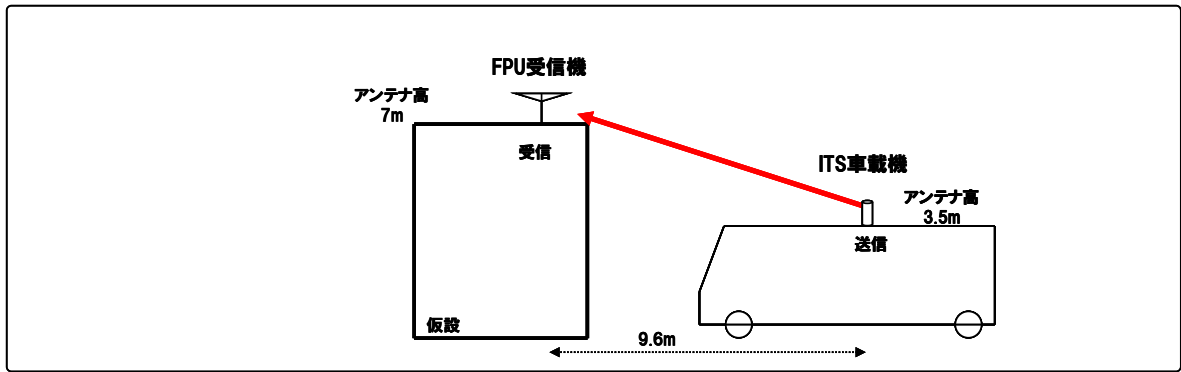 FPU受信機
アンテナ高
7m
受信
ITS車載機
アンテナ高
3.5m
送信
仮設
9.6m